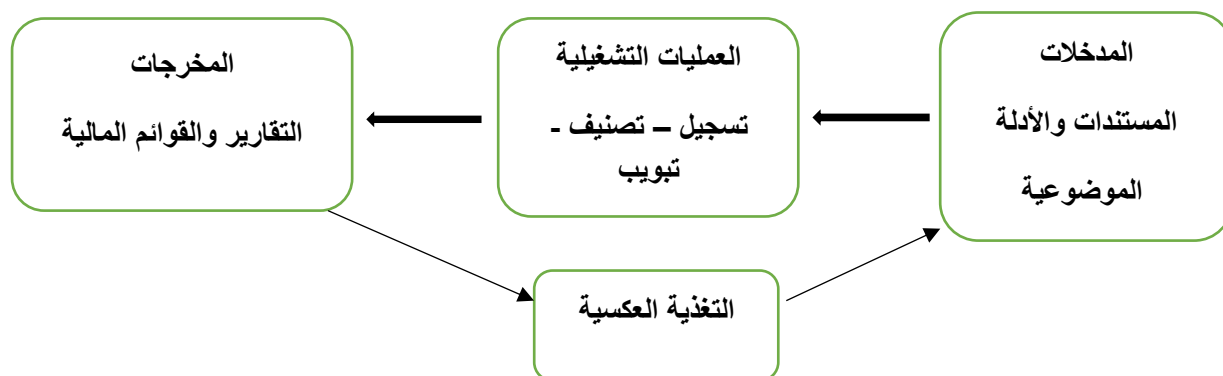 المدخلات
المستندات والأدلة
الموضوعية
العمليات التشغيلية
تسجيل – تصنيف -
تبويب
المخرجات
التقارير والقوائم المالية
التغذية العكسية